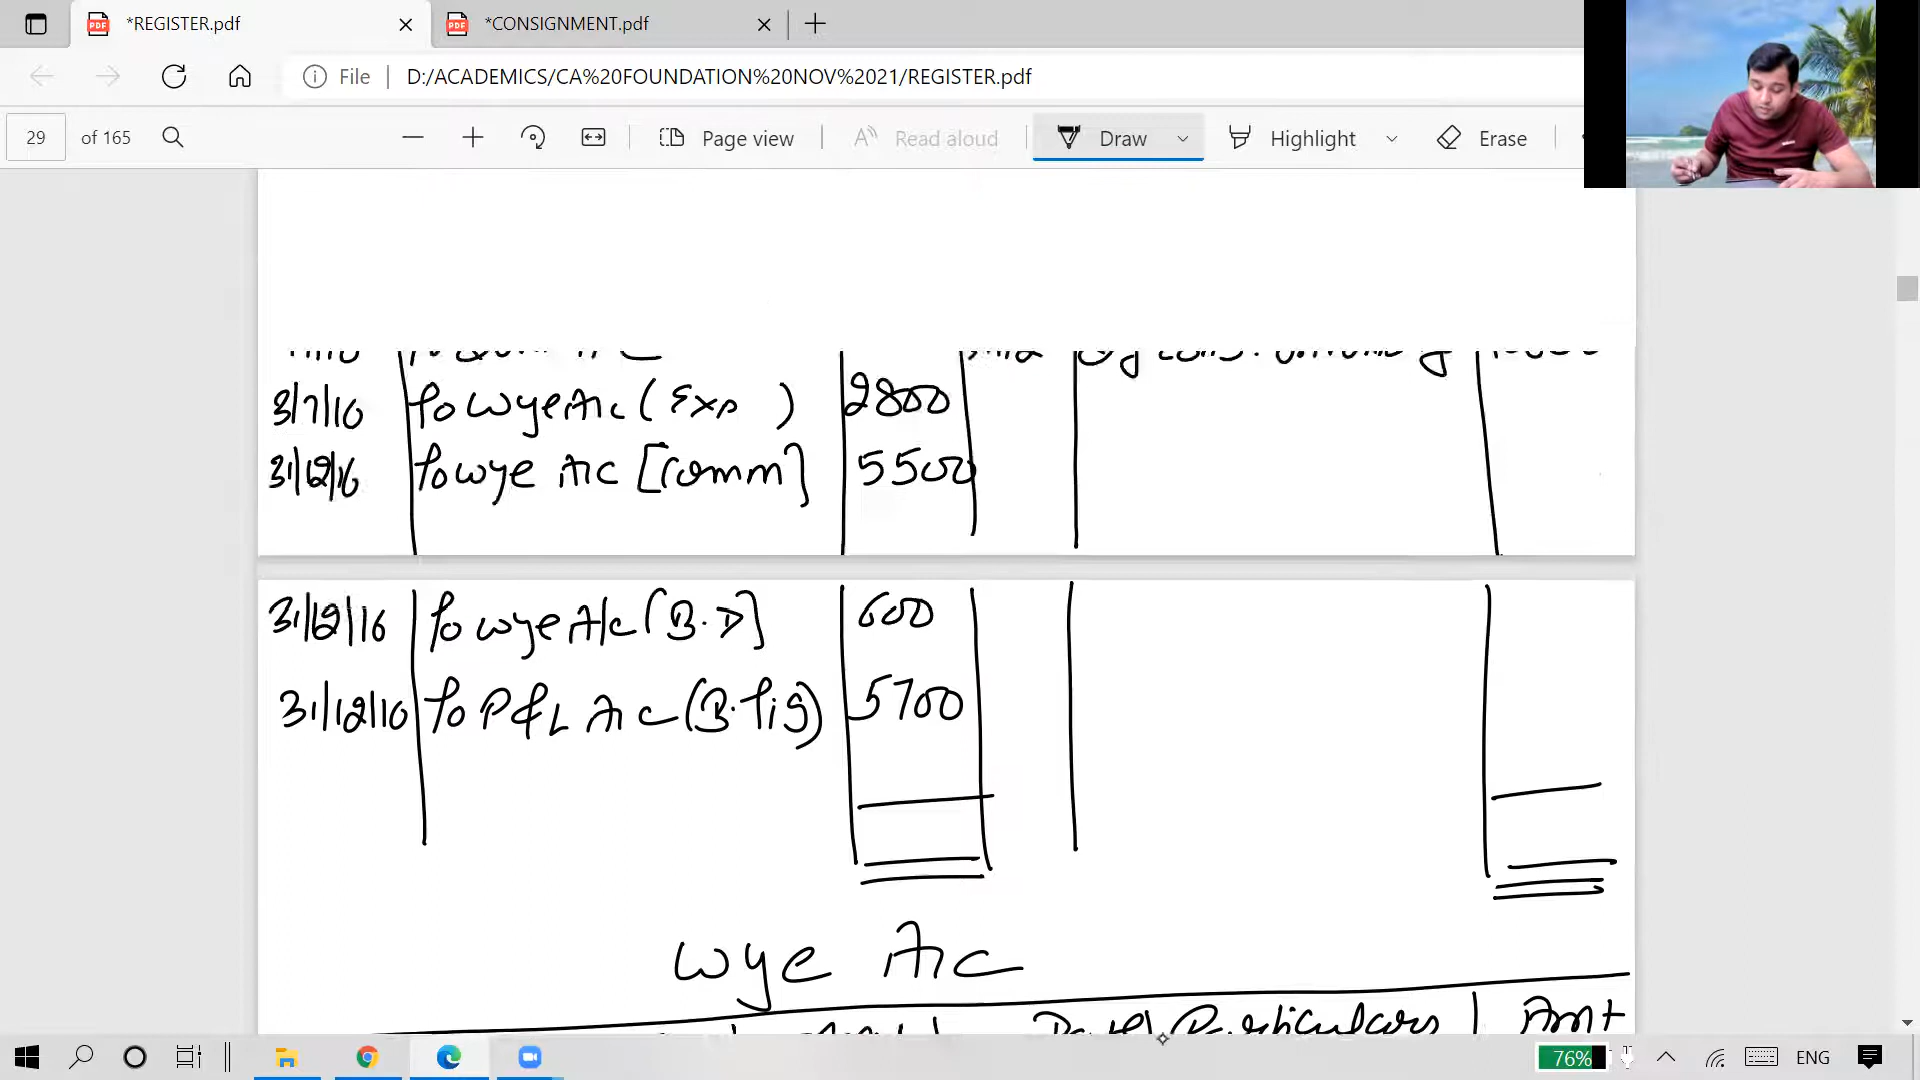 *REGISTER.pdf
*CONSIGNMENT.pdf
File
D:/ACADEMICS/CA%20FOUNDATION%20NOV%2021/REGISTER.pdf
29 of 165
Page view
Read aloud
Draw
Highlight
Erase
3/7/16 To Wye A/c (Exp ) 2800
31/12/16 To Wye A/c [Comm] 5500
31/12/16 To Wye A/c (B.D] 600
31/12/16 To P&L A/c (B.fig) 5700
Wye A/c
Particulars Amt
76%
ENG